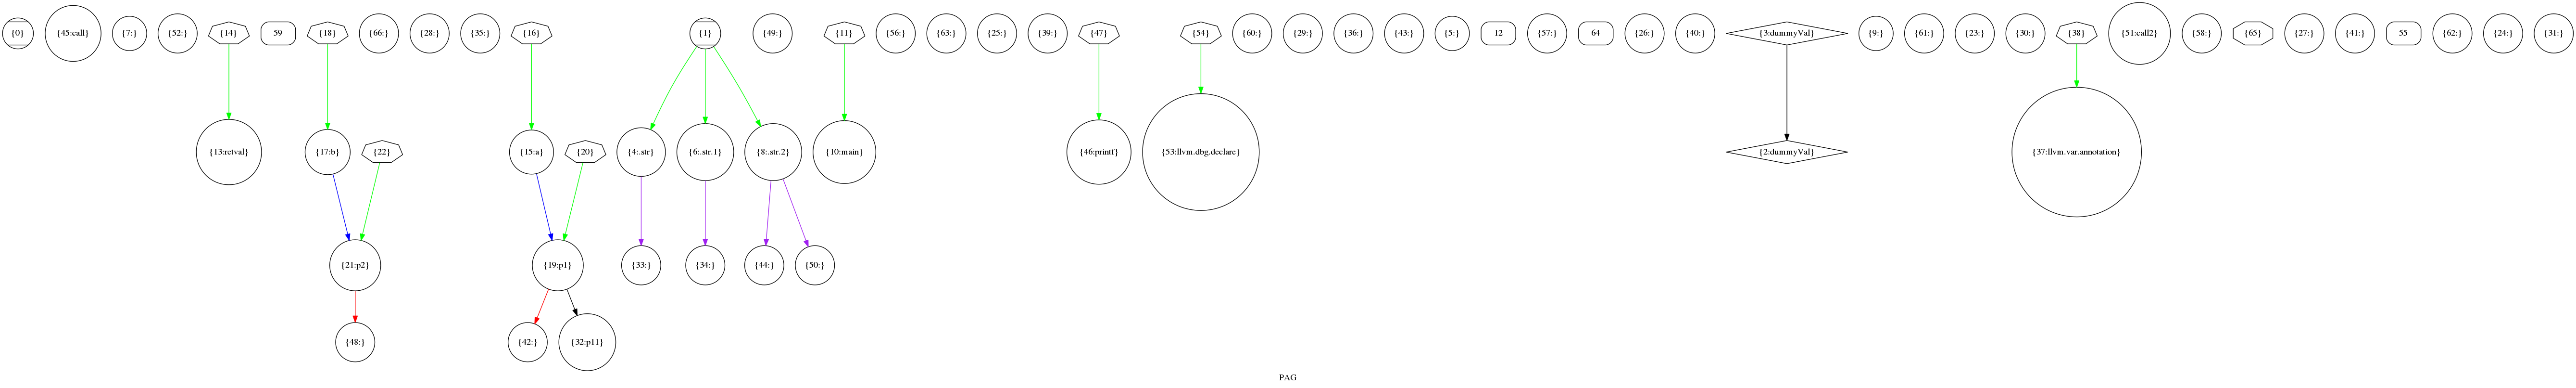 {0} {45:call} {7:} {52:} {14} 59 {18} {66:} {28:} {35:} {16} {1} {49:} {11} {56:} {63:} {25:} {39:} {47} {54} {60:} {29:} {36:} {43:} {5:} 12 {57:} 64 {26:} {40:} {3:dummyVal} {9:} {61:} {23:} {30:} {38} {51:call2} {58:} {65} {27:} {41:} 55 {62:} {24:} {31:}
{13:retval} {17:b} {22} {15:a} {20} {4:.str} {6:.str.1} {8:.str.2} {10:main} {46:printf} {53:llvm.dbg.declare} {2:dummyVal} {37:llvm.var.annotation}
{21:p2} {19:p1} {33:} {34:} {44:} {50:}
{48:} {42:} {32:p11}
PAG